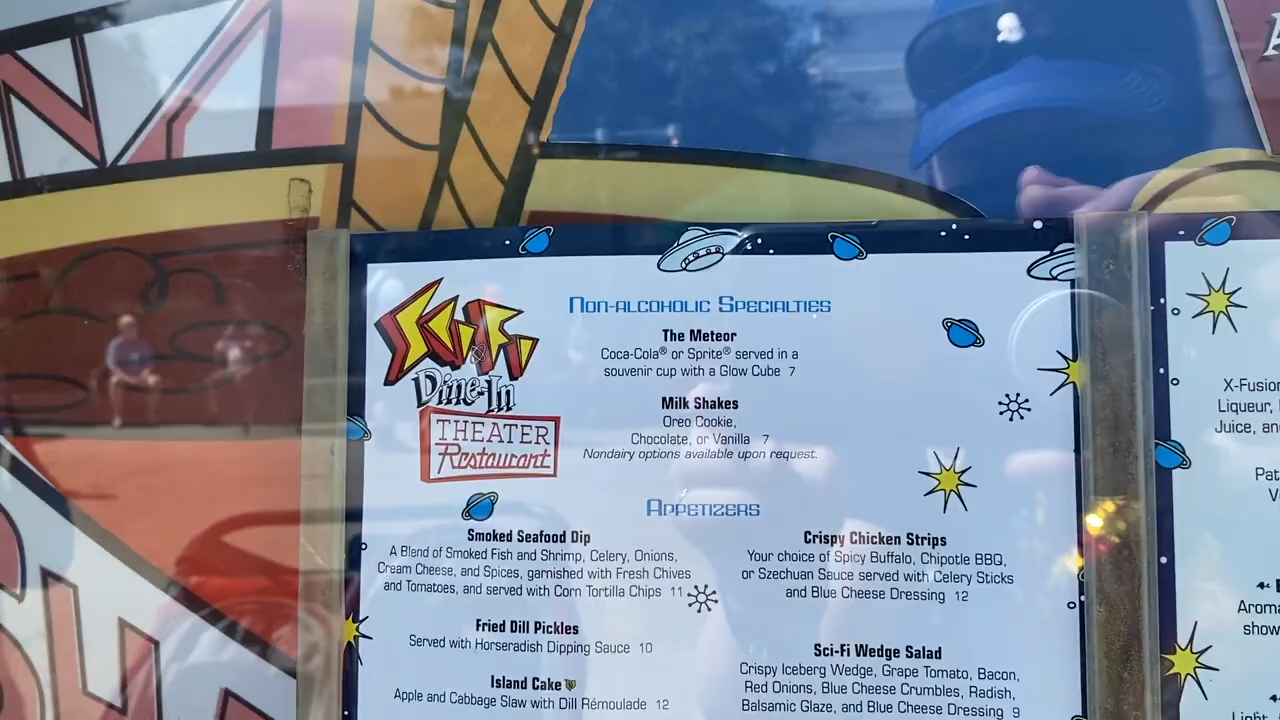 NA
A
Sci-Fi
Dine-In
THEATER
Restaurant
Non-alcoholic Specialties
The Meteor
Coca-Cola® or Sprite® served in a
souvenir cup with a Glow Cube 7
Milk Shakes
Oreo Cookie,
Chocolate, or Vanilla 7
Nondairy options available upon request.
Appetizers
Smoked Seafood Dip
A Blend of Smoked Fish and Shrimp, Celery, Onions,
Cream Cheese, and Spices, garnished with Fresh Chives
and Tomatoes, and served with Corn Tortilla Chips 11
Fried Dill Pickles
Served with Horseradish Dipping Sauce 10
Island Cake
Apple and Cabbage Slaw with Dill Rémoulade 12
Crispy Chicken Strips
Your choice of Spicy Buffalo, Chipotle BBQ,
or Szechuan Sauce served with Celery Sticks
and Blue Cheese Dressing 12
Sci-Fi Wedge Salad
Crispy Iceberg Wedge, Grape Tomato, Bacon,
Red Onions, Blue Cheese Crumbles, Radish,
Balsamic Glaze, and Blue Cheese Dressing 9
X-Fusion
Liqueur,
Juice, an
Pat
V
Aroma
show
Light